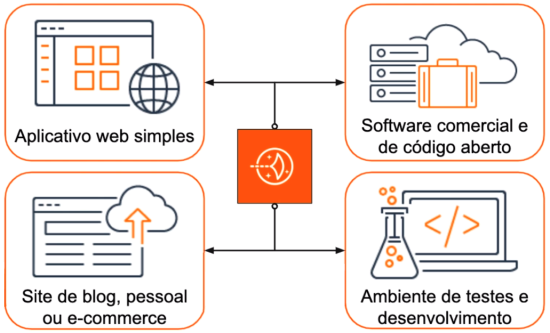 Aplicativo web simples
Software comercial e
de código aberto
Site de blog, pessoal
ou e-commerce
</>
Ambiente de testes e
desenvolvimento